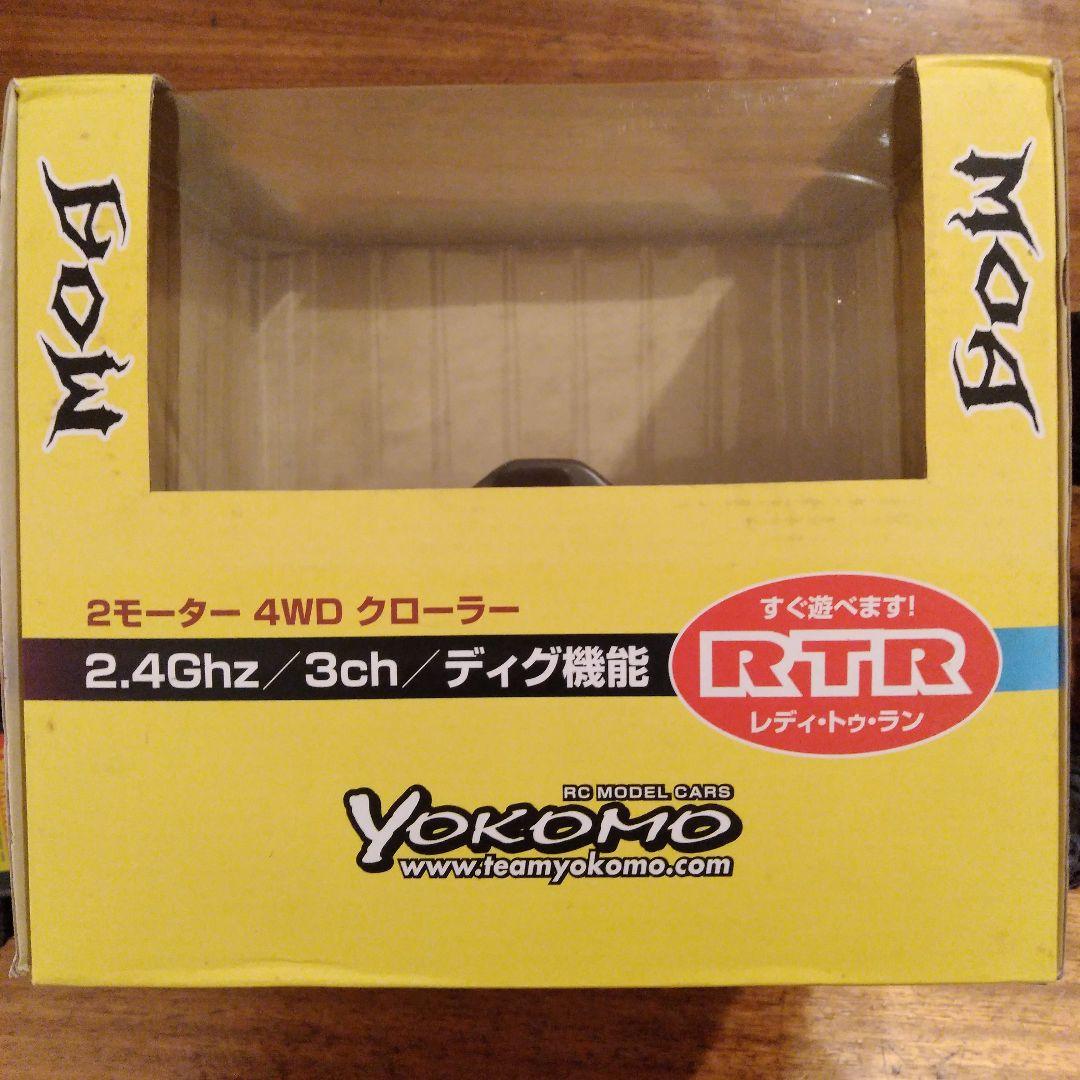 MOA
MOA
2モーター 4WD クローラー
2.4Ghz／3ch／ディグ機能
すぐ遊べます!
RTR
レディ・トゥ・ラン
RC MODEL CARS
YOKOMO
www.teamyokomo.com